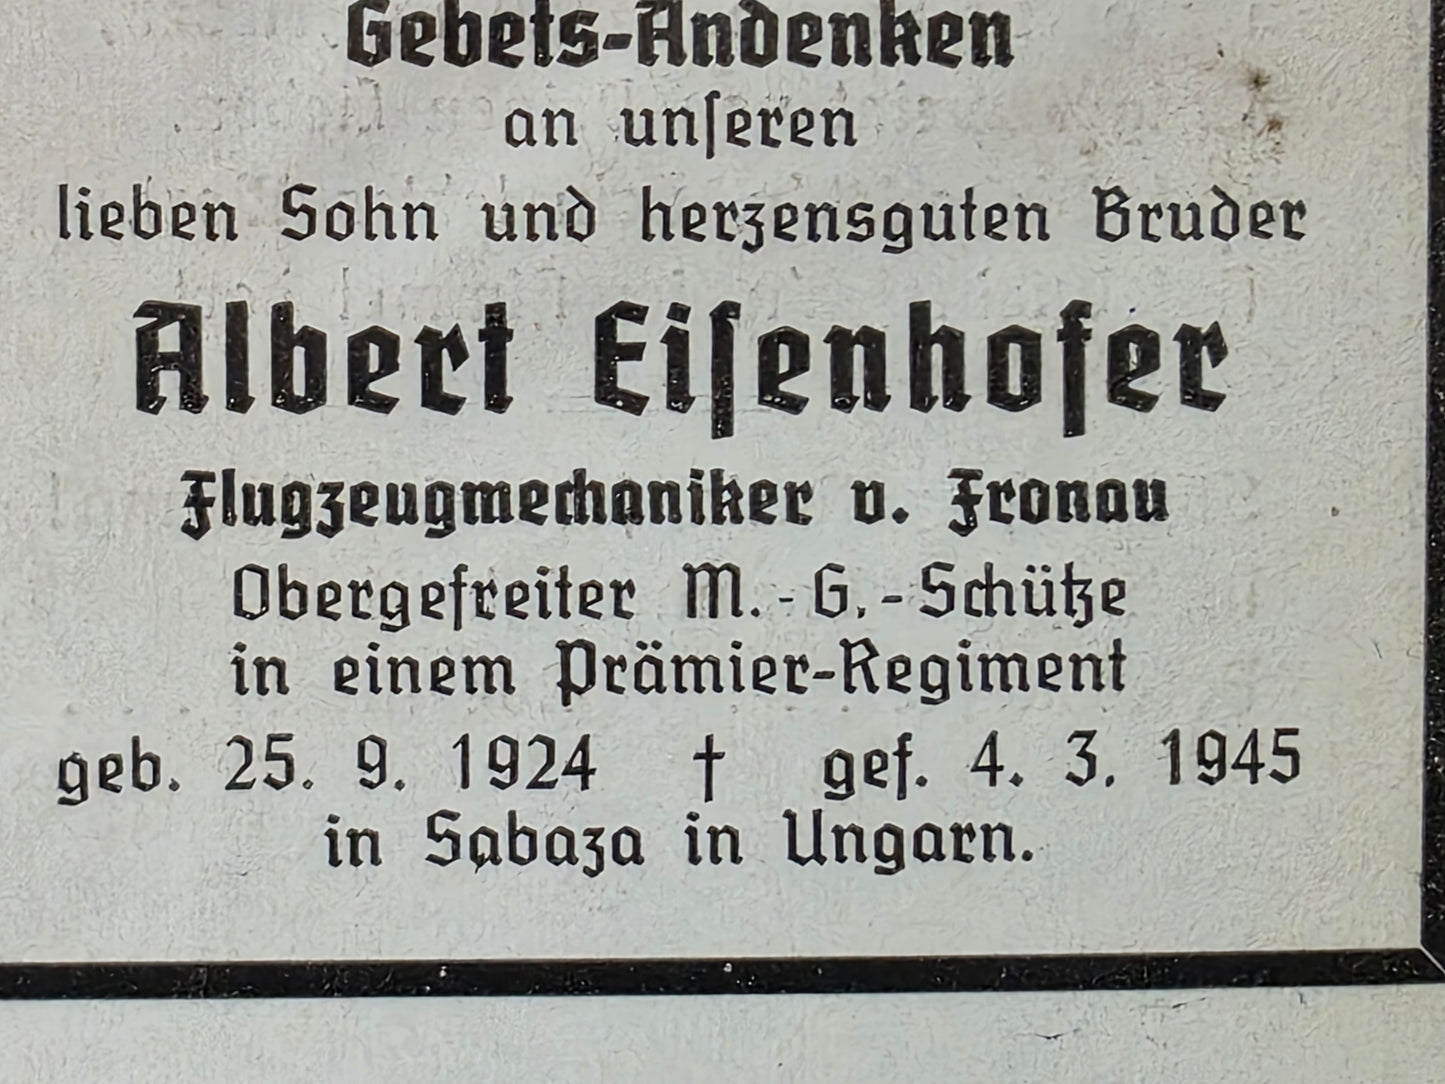 Gebets-Andenken
an unſeren
lieben Sohn und herzensguten Bruder
Albert Eiſenhofer
Flugzeugmechaniker v. Fronau
Obergefreiter M.-G.-Schütze
in einem Prämier-Regiment
geb. 25. 9. 1924 † gef. 4. 3. 1945
in Sabaza in Ungarn.